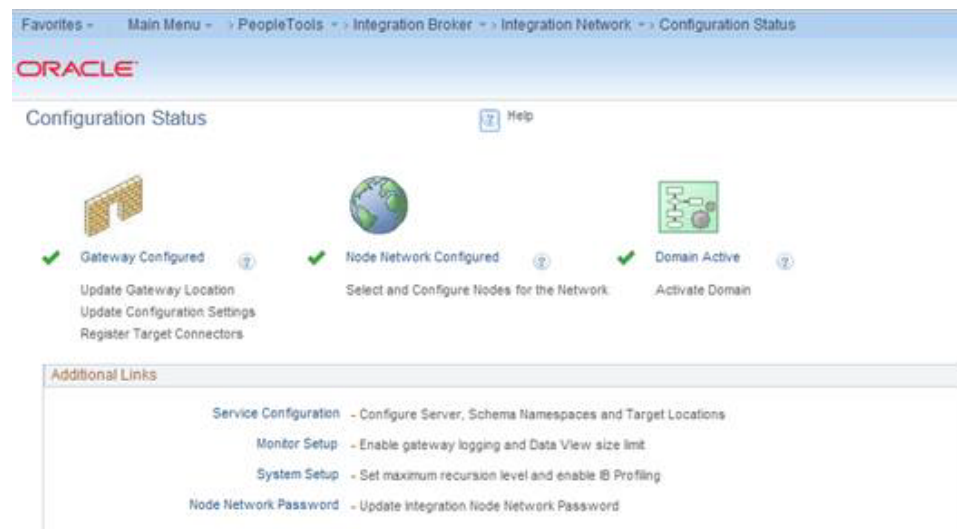 Favorites Main Menu > PeopleTools > Integration Broker > Integration Network > Configuration Status
ORACLE
Configuration Status
? Help
Gateway Configured ?
Update Gateway Location
Update Configuration Settings
Register Target Connectors
Node Network Configured ?
Select and Configure Nodes for the Network
Domain Active ?
Activate Domain
Additional Links
Service Configuration - Configure Server, Schema Namespaces and Target Locations
Monitor Setup - Enable gateway logging and Data View size limit
System Setup - Set maximum recursion level and enable IB Profiling
Node Network Password - Update Integration Node Network Password